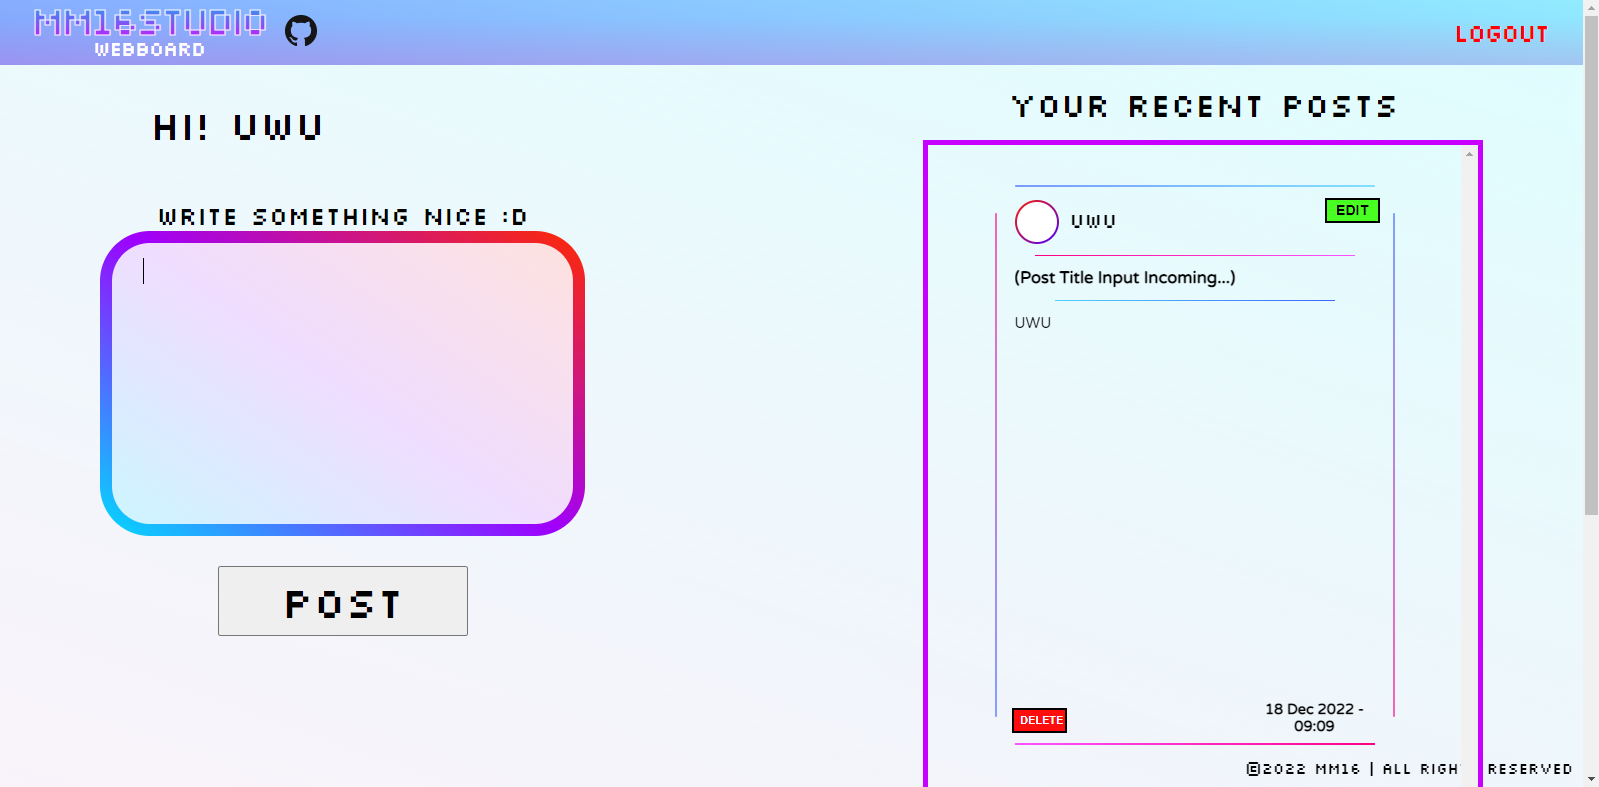 MM16STUDIO
WEBBOARD
LOGOUT
HI! UWU
WRITE SOMETHING NICE :D
POST
YOUR RECENT POSTS
UWU
EDIT
(Post Title Input Incoming...)
UWU
DELETE
18 Dec 2022 -
09:09
©2022 MM16 | ALL RIGH RESERVED